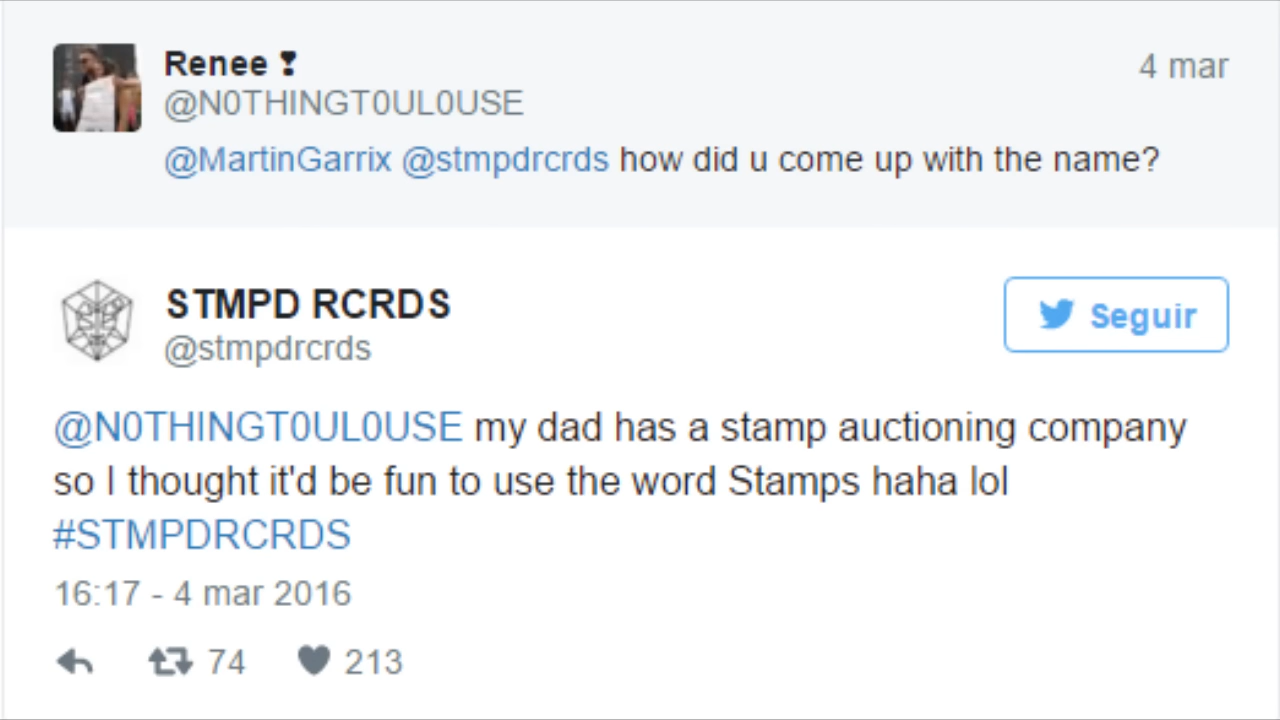 Renee ❣
4 mar
@N0THINGT0UL0USE
@MartinGarrix @stmpdrcrds how did u come up with the name?
STMPD RCRDS
@stmpdrcrds
Seguir
@N0THINGT0UL0USE my dad has a stamp auctioning company
so I thought it'd be fun to use the word Stamps haha lol
#STMPDRCRDS
16:17 - 4 mar 2016
74 213